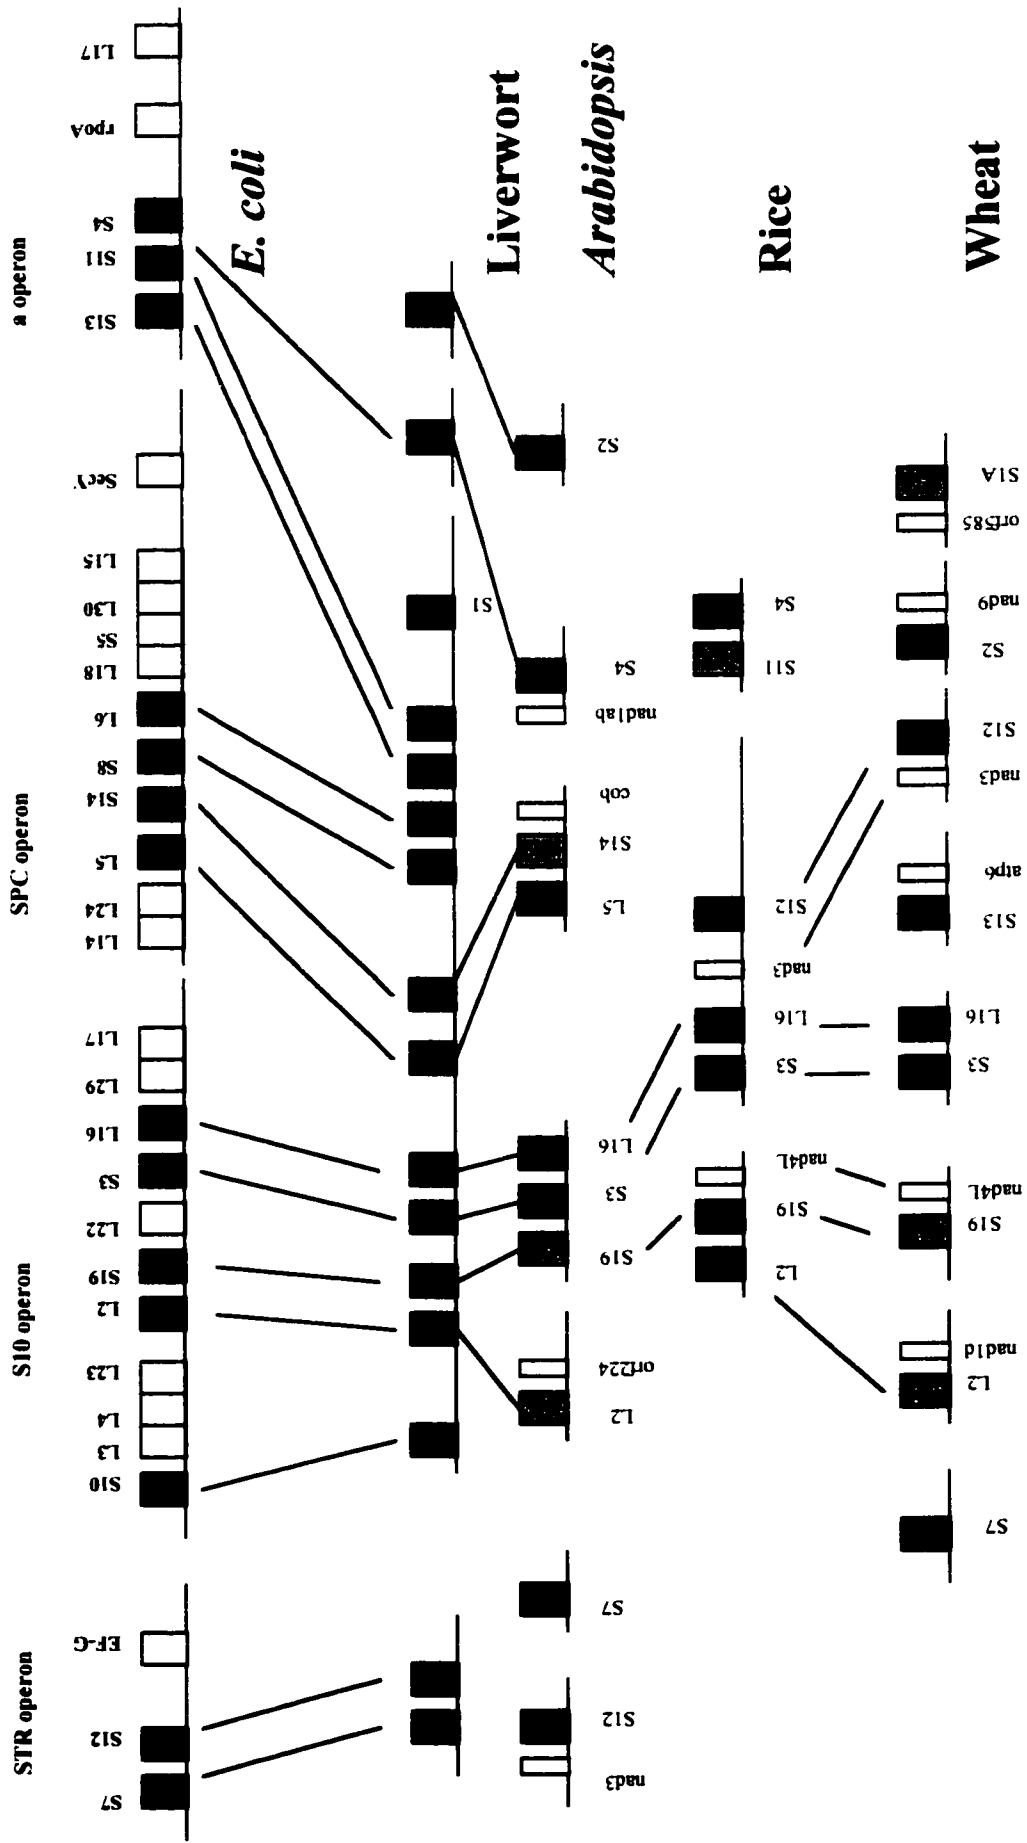 STR operon
S10 operon
SPC operon
a operon
S7
S12
EF-G
S10
L3
L4
L23
L2
S19
L22
S3
L16
L29
L17
L14
L24
L5
S14
S8
L6
L18
S5
L30
L15
SecY
S13
S11
S4
rpoA
L17
E. coli
S1
Liverwort
nad3
S12
S7
L2
orf224
S19
S3
L16
L5
S14
cob
nad1ab
S4
S2
Arabidopsis
L2
S19
nad4L
S3
L16
nad3
S12
S11
S4
Rice
S7
L2
nad1d
S19
nad4L
S3
L16
S13
atp6
nad3
S12
S2
nad9
orf585
S1A
Wheat